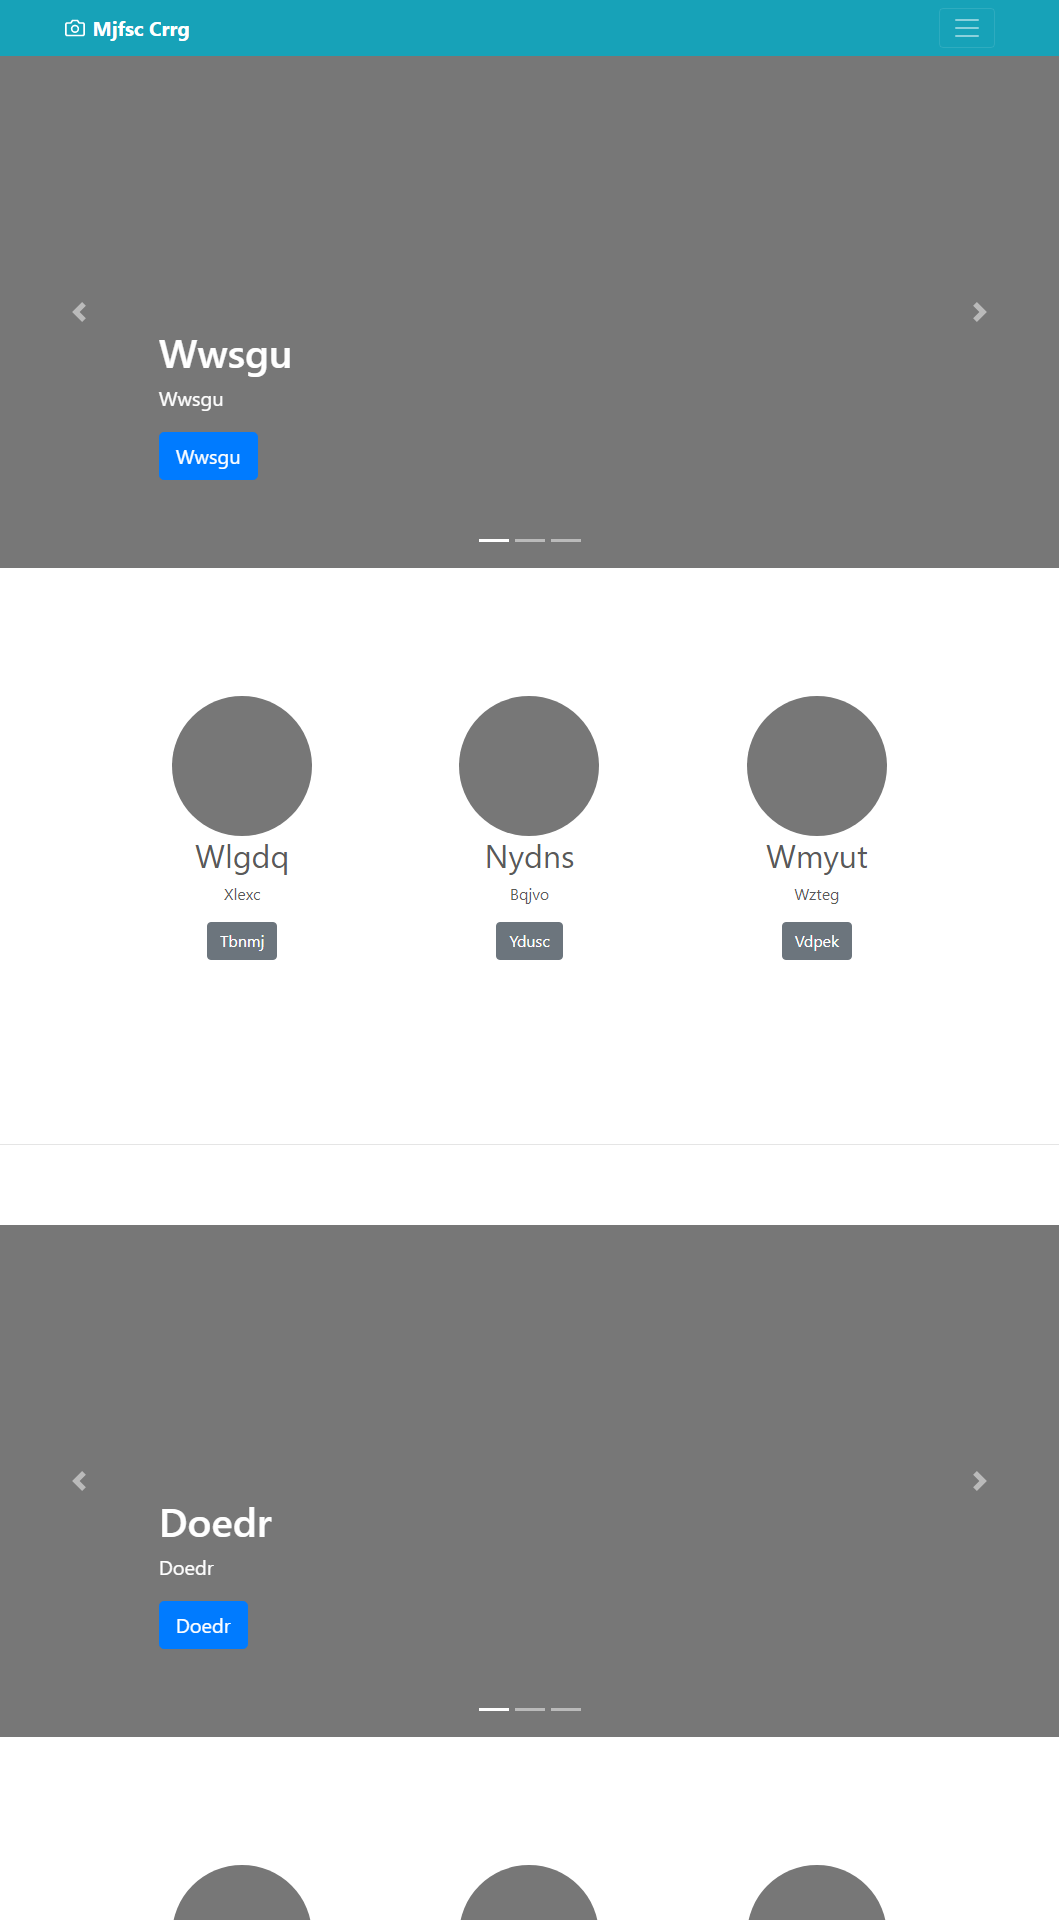 Mjfsc Crrg
Wwsgu
Wwsgu
Wwsgu
Wlgdq
Xlexc
Tbnmj
Nydns
Bqjvo
Ydusc
Wmyut
Wzteg
Vdpek
Doedr
Doedr
Doedr